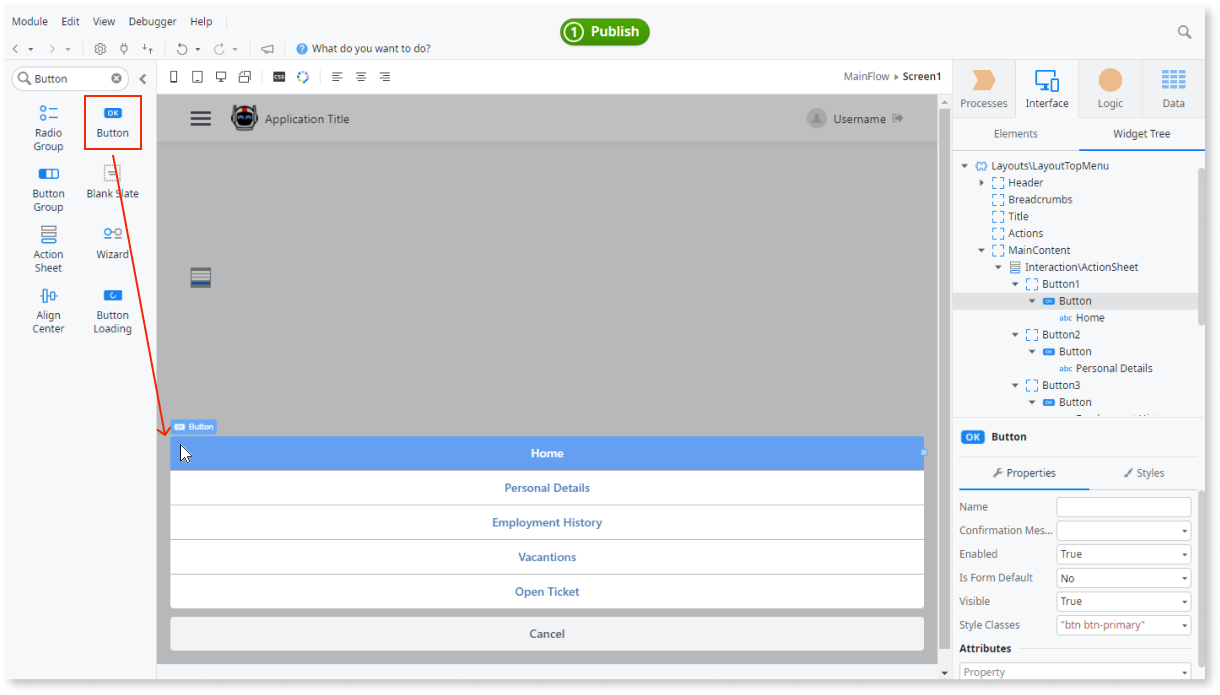 Module Edit View Debugger Help
1 Publish
What do you want to do?
Button
MainFlow Screen1
Processes Interface Logic Data
OK
Radio Group
Button
Button Group
Blank Slate
Action Sheet
Wizard
Align Center
Button Loading
CSS
Application Title
Username
Button
Home
Personal Details
Employment History
Vacantions
Open Ticket
Cancel
Elements Widget Tree
Layouts\LayoutTopMenu
Header
Breadcrumbs
Title
Actions
MainContent
Interaction\ActionSheet
Button1
OK Button
abc Home
Button2
OK Button
abc Personal Details
Button3
OK Button
OK Button
Properties Styles
Name
Confirmation Mes...
Enabled True
Is Form Default No
Visible True
Style Classes "btn btn-primary"
Attributes
Property